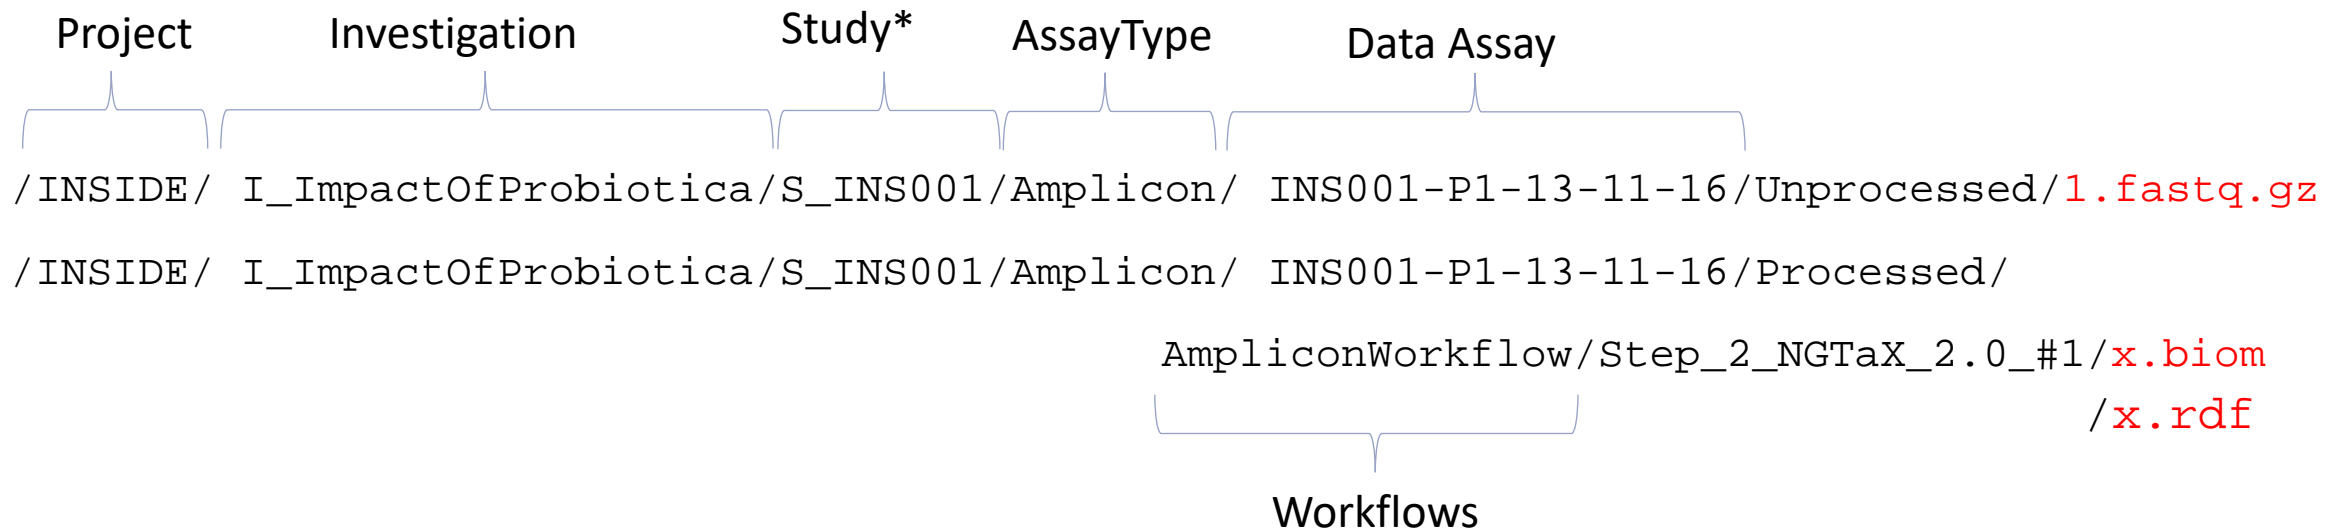 Project Investigation Study* AssayType Data Assay
/INSIDE/ I_ImpactOfProbiotica/S_INS001/Amplicon/ INS001-P1-13-11-16/Unprocessed/1.fastq.gz
/INSIDE/ I_ImpactOfProbiotica/S_INS001/Amplicon/ INS001-P1-13-11-16/Processed/
AmpliconWorkflow/Step_2_NGTaX_2.0_#1/x.biom
/x.rdf
Workflows